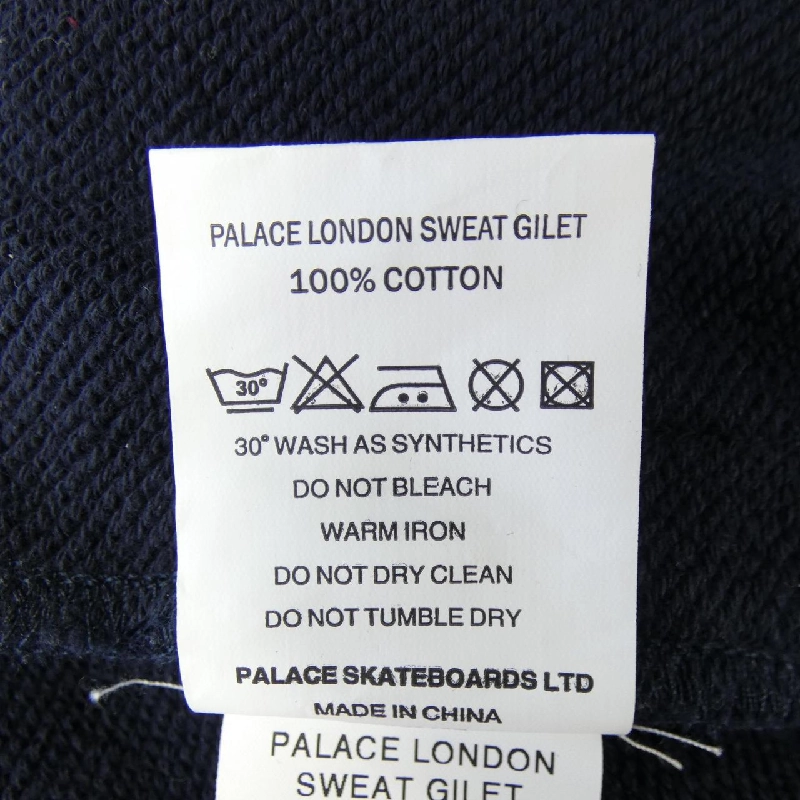 PALACE LONDON SWEAT GILET
100% COTTON
30°
30° WASH AS SYNTHETICS
DO NOT BLEACH
WARM IRON
DO NOT DRY CLEAN
DO NOT TUMBLE DRY
PALACE SKATEBOARDS LTD
MADE IN CHINA
PALACE LONDON
SWEAT GILET